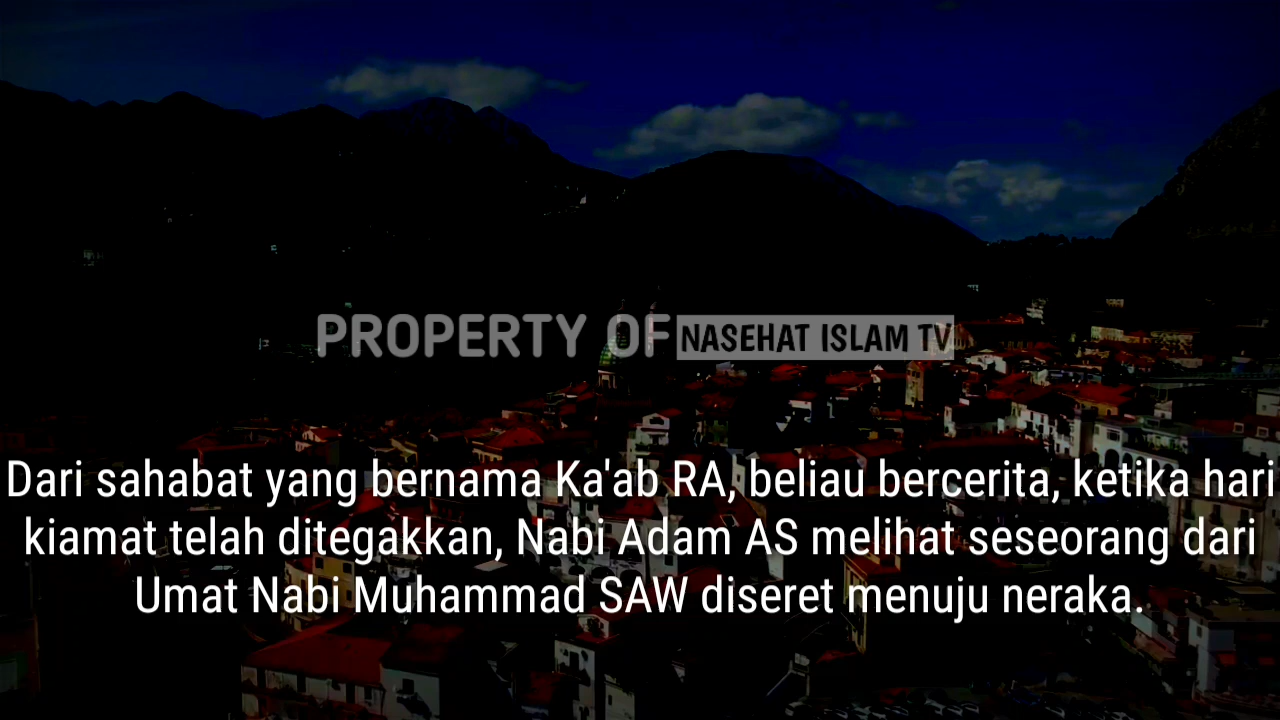 PROPERTY OF NASEHAT ISLAM TV
Dari sahabat yang bernama Ka'ab RA, beliau bercerita, ketika hari
kiamat telah ditegakkan, Nabi Adam AS melihat seseorang dari
Umat Nabi Muhammad SAW diseret menuju neraka.